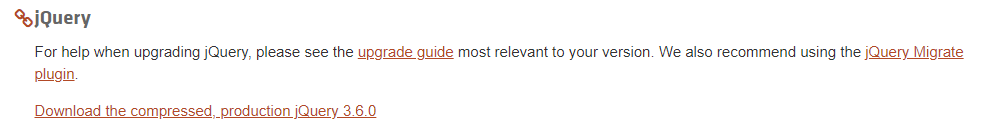 jQuery
For help when upgrading jQuery, please see the upgrade guide most relevant to your version. We also recommend using the jQuery Migrate
plugin.
Download the compressed, production jQuery 3.6.0